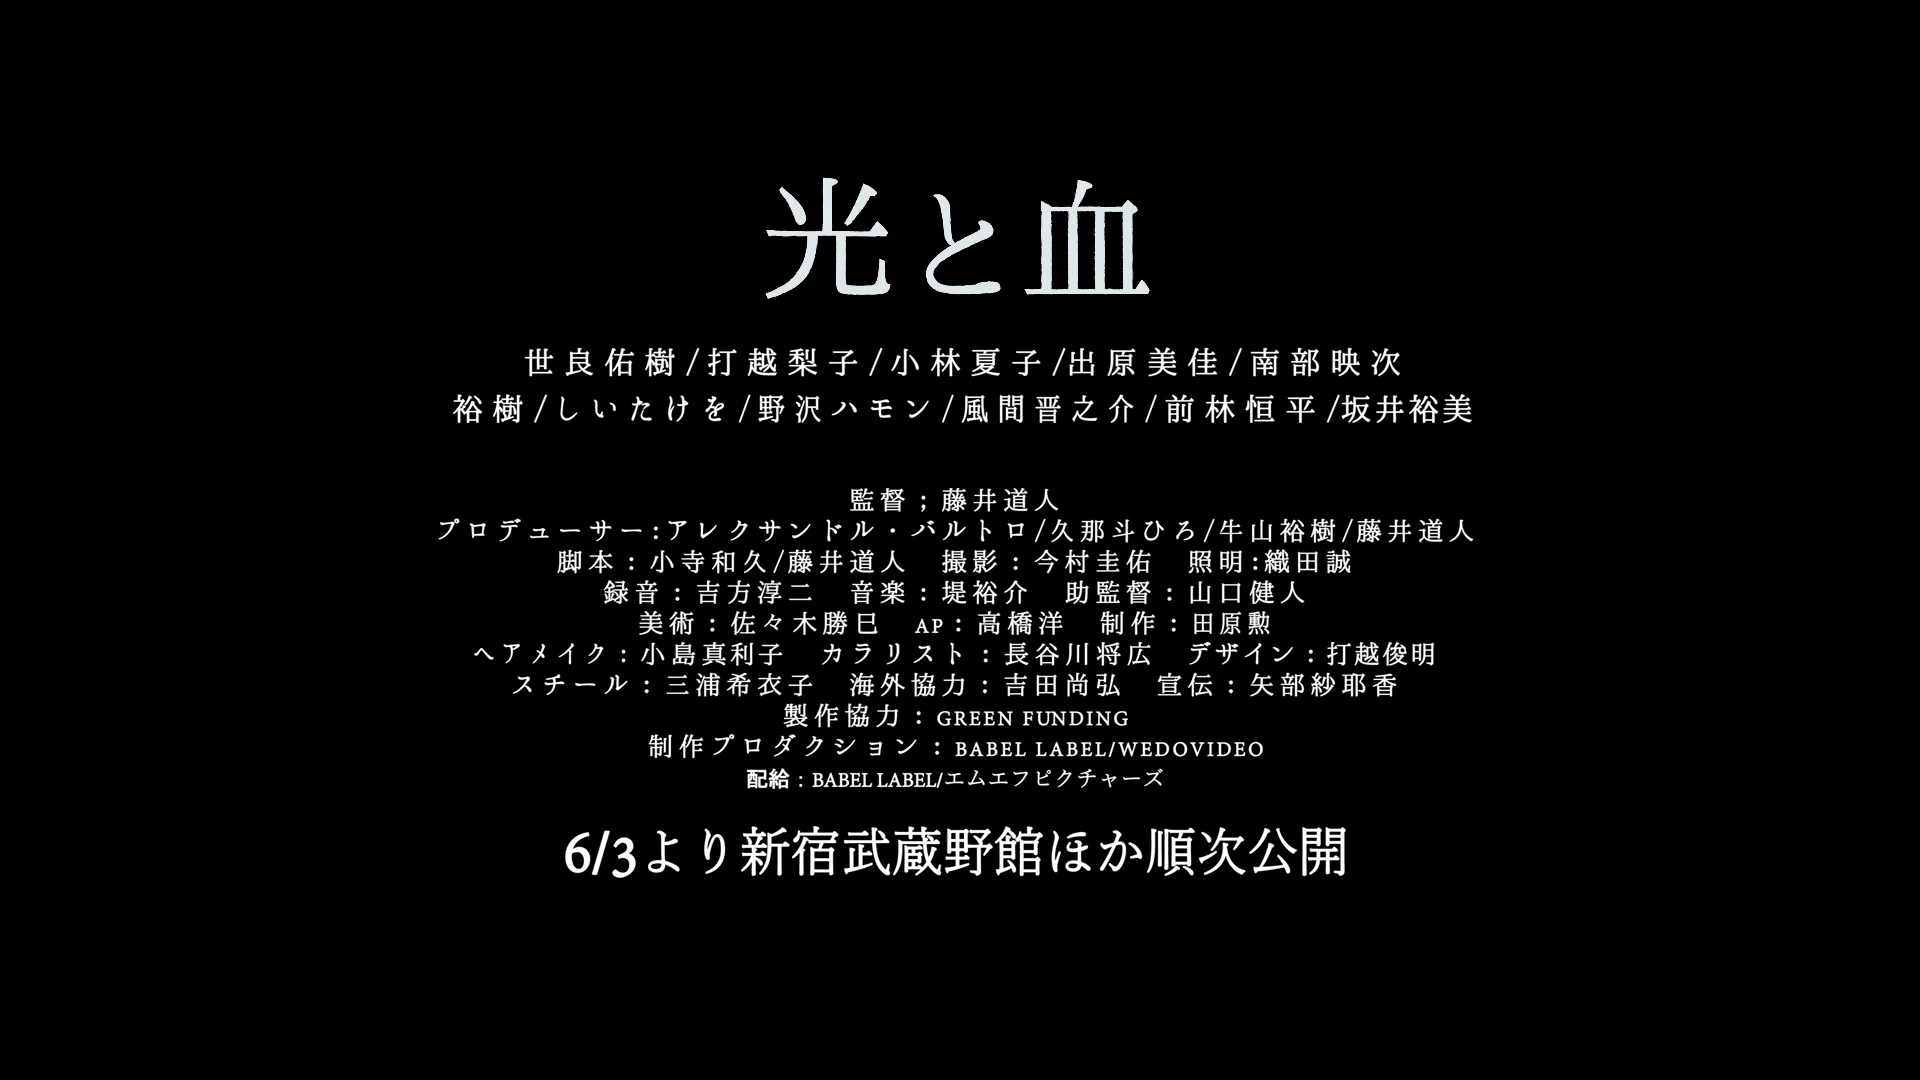 光と血
世良佑樹/打越梨子/小林夏子/出原美佳/南部映次
裕樹/しいたけを/野沢ハモン/風間晋之介/前林恒平/坂井裕美
監督；藤井道人
プロデューサー:アレクサンドル・バルトロ/久那斗ひろ/牛山裕樹/藤井道人
脚本：小寺和久/藤井道人　撮影：今村圭佑　照明:織田誠
録音：吉方淳二　音楽：堤裕介　助監督：山口健人
美術：佐々木勝巳　AP：高橋洋　制作：田原勲
ヘアメイク：小島真利子　カラリスト：長谷川将広　デザイン：打越俊明
スチール：三浦希衣子　海外協力：吉田尚弘　宣伝：矢部紗耶香
製作協力：GREEN FUNDING
制作プロダクション：BABEL LABEL/WEDOVIDEO
配給：BABEL LABEL/エムエフピクチャーズ
6/3より新宿武蔵野館ほか順次公開